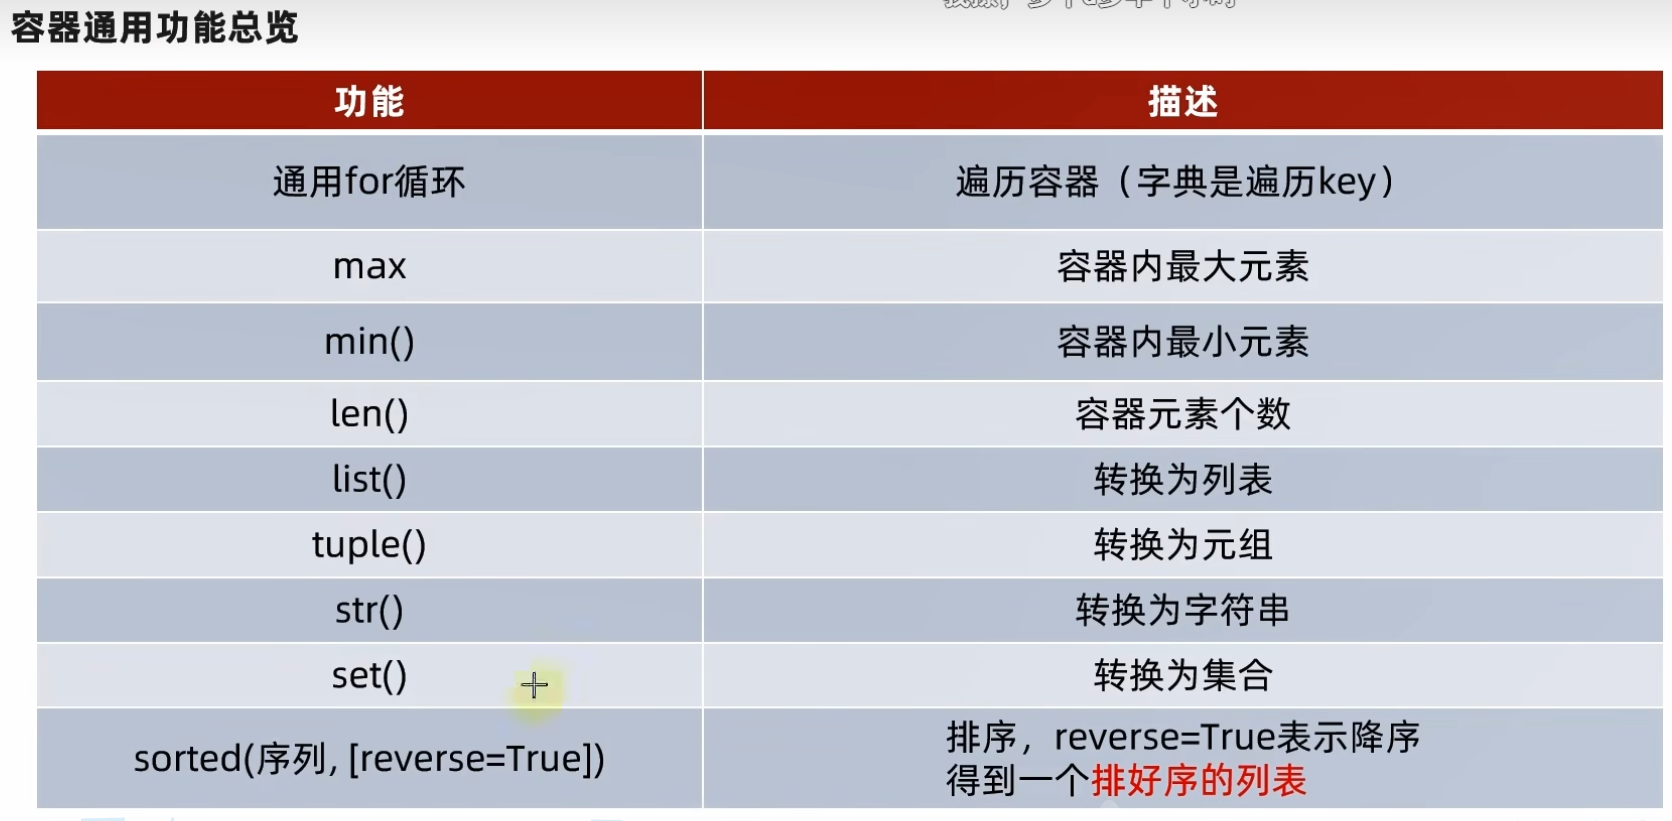 容器通用功能总览
功能 描述
通用for循环 遍历容器（字典是遍历key）
max 容器内最大元素
min() 容器内最小元素
len() 容器元素个数
list() 转换为列表
tuple() 转换为元组
str() 转换为字符串
set() 转换为集合
sorted(序列, [reverse=True]) 排序，reverse=True表示降序
得到一个排好序的列表